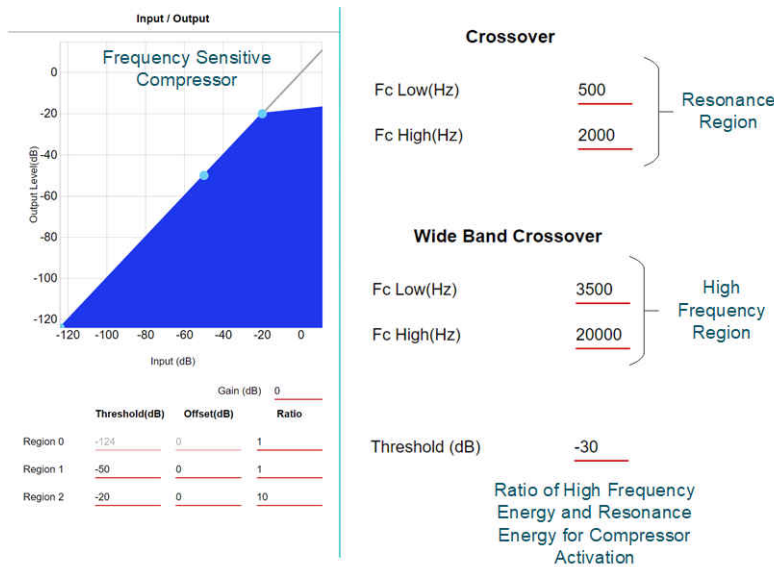 Input / Output
Frequency Sensitive
Compressor
Output Level(dB)
0
-20
-40
-60
-80
-100
-120
-120 -100 -80 -60 -40 -20 0
Input (dB)
Gain (dB) 0
Threshold(dB) Offset(dB) Ratio
Region 0 -124 0 1
Region 1 -50 0 1
Region 2 -20 0 10
Crossover
Fc Low(Hz) 500
Fc High(Hz) 2000
Resonance
Region
Wide Band Crossover
Fc Low(Hz) 3500
Fc High(Hz) 20000
High
Frequency
Region
Threshold (dB) -30
Ratio of High Frequency
Energy and Resonance
Energy for Compressor
Activation